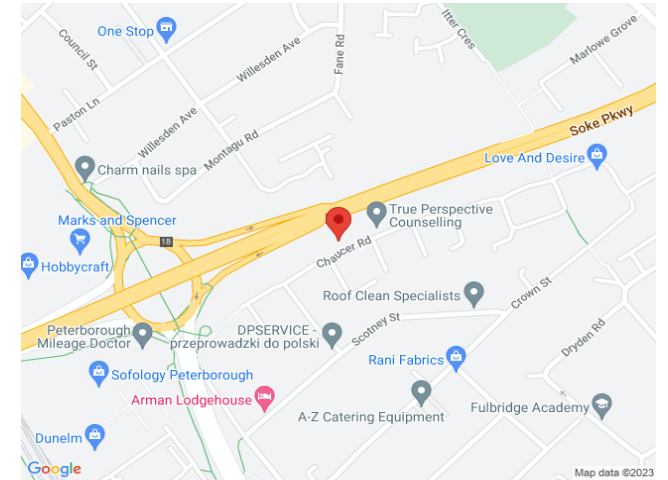 One Stop
Council St
Willesden Ave
Fane Rd
Itter Cres
Marlowe Grove
Paston Ln
Willesden Ave
Montagu Rd
Soke Pkwy
Love And Desire
Charm nails spa
True Perspective
Counselling
Marks and Spencer
18
Hobbycraft
Chaucer Rd
Roof Clean Specialists
Crown St
Peterborough
Mileage Doctor
DPSERVICE -
przeprowadzki do polski
Scotney St
Dryden Rd
Rani Fabrics
Sofology Peterborough
Arman Lodgehouse
A-Z Catering Equipment
Fulbridge Academy
Dunelm
Google
Map data ©2023